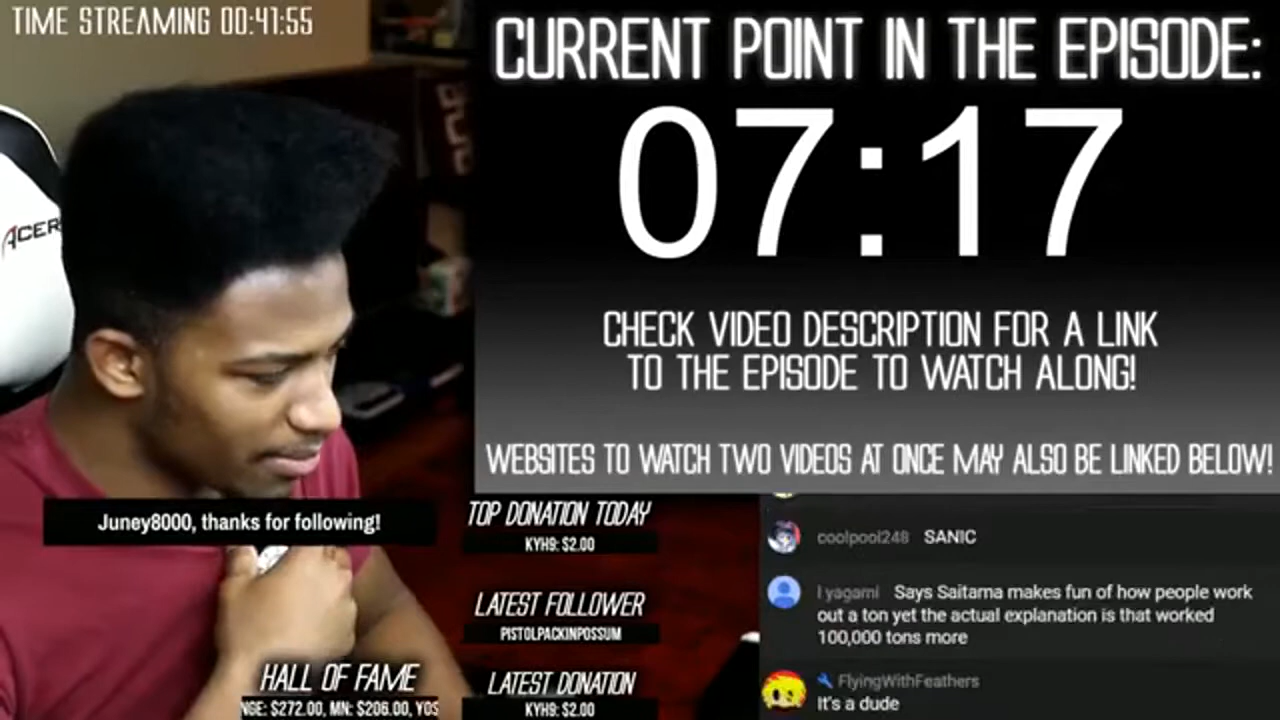 TIME STREAMING 00:41:55
ACER
CURRENT POINT IN THE EPISODE:
07:17
CHECK VIDEO DESCRIPTION FOR A LINK
TO THE EPISODE TO WATCH ALONG!
WEBSITES TO WATCH TWO VIDEOS AT ONCE MAY ALSO BE LINKED BELOW!
Juney8000, thanks for following!
HALL OF FAME
NGE: $272.00, MN: $206.00, YOS
TOP DONATION TODAY
KYH9: $2.00
LATEST FOLLOWER
PISTOLPACKINPOSSUM
LATEST DONATION
KYH9: $2.00
coolpool248 SANIC
l yagami Says Saitama makes fun of how people work
out a ton yet the actual explanation is that worked
100,000 tons more
FlyingWithFeathers
It's a dude